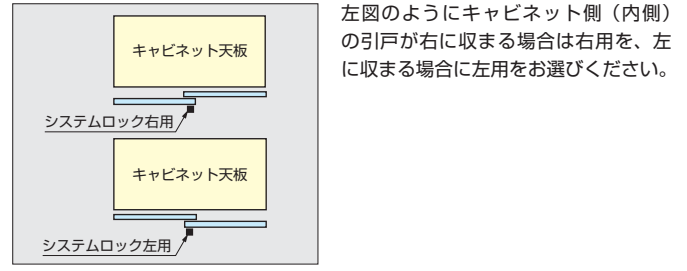 キャビネット天板
システムロック右用
キャビネット天板
システムロック左用
左図のようにキャビネット側（内側）
の引戸が右に収まる場合は右用を、左
に収まる場合に左用をお選びください。